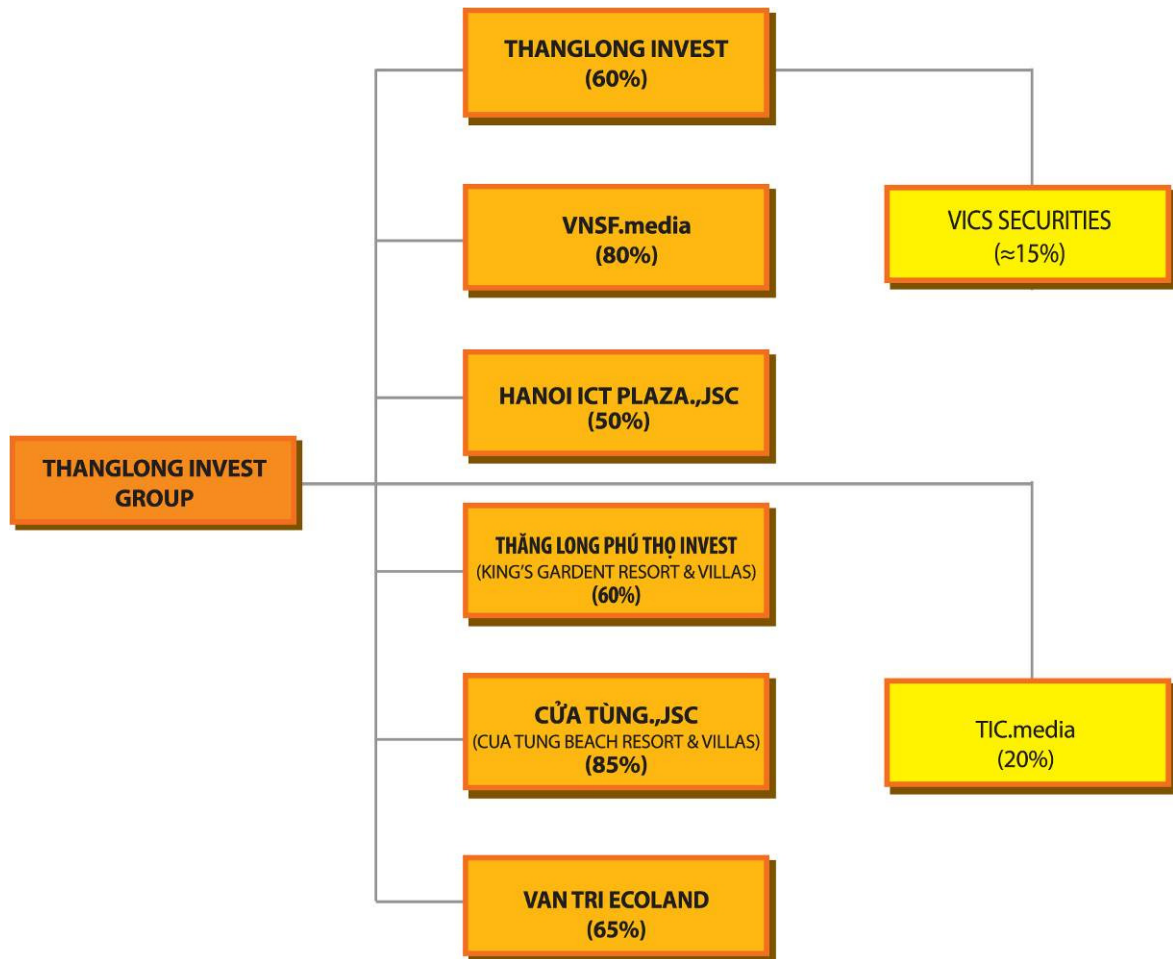 THANGLONG INVEST
(60%)
VNSF.media
(80%)
VICS SECURITIES
(≈15%)
HANOI ICT PLAZA.,JSC
(50%)
THANGLONG INVEST
GROUP
THĂNG LONG PHÚ THỌ INVEST
(KING'S GARDENT RESORT & VILLAS)
(60%)
CỬA TÙNG.,JSC
(CUA TUNG BEACH RESORT & VILLAS)
(85%)
TIC.media
(20%)
VAN TRI ECOLAND
(65%)